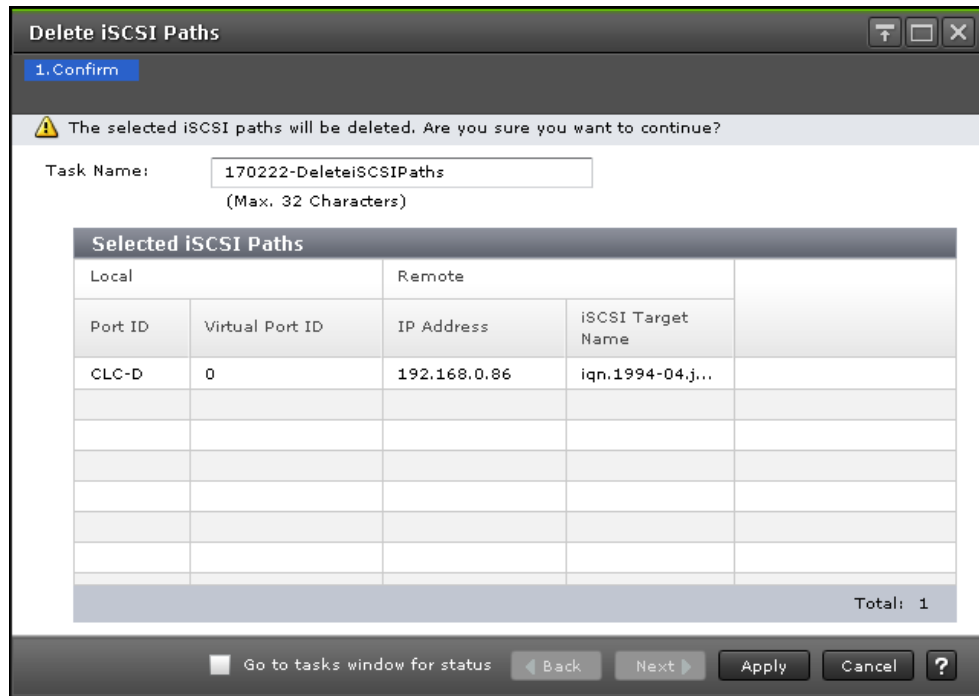 Delete iSCSI Paths
1.Confirm
The selected iSCSI paths will be deleted. Are you sure you want to continue?
Task Name: 170222-DeleteiSCSIPaths
(Max. 32 Characters)
Selected iSCSI Paths
Local Remote
Port ID Virtual Port ID IP Address iSCSI Target
Name
CLC-D 0 192.168.0.86 iqn.1994-04.j...
Total: 1
Go to tasks window for status Back Next Apply Cancel ?